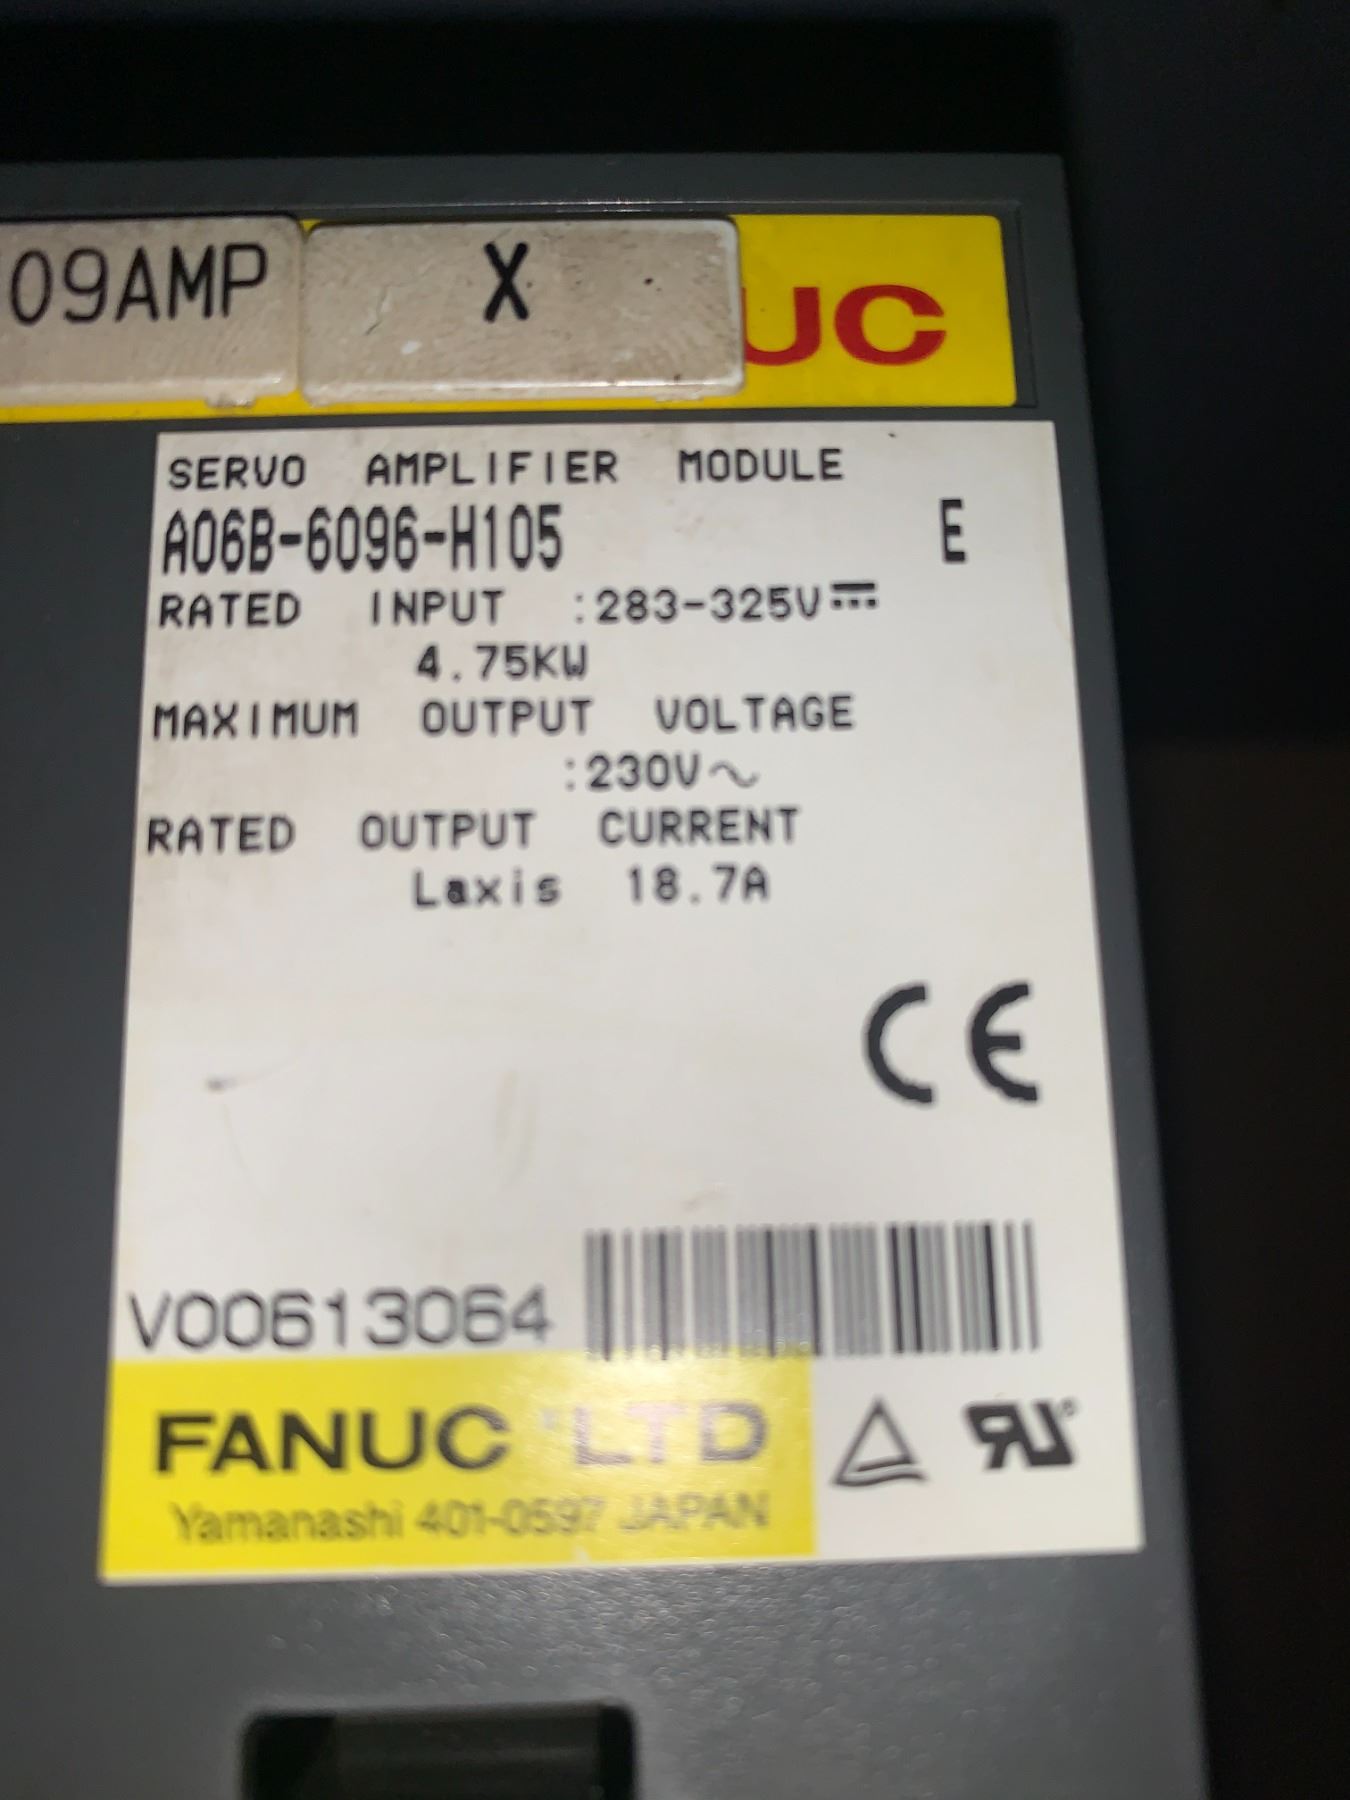 09AMP X UC
SERVO AMPLIFIER MODULE
A06B-6096-H105 E
RATED INPUT :283-325V⎓
4.75KW
MAXIMUM OUTPUT VOLTAGE
:230V～
RATED OUTPUT CURRENT
Laxis 18.7A
CE
V00613064
FANUC LTD
Yamanashi 401-0597 JAPAN